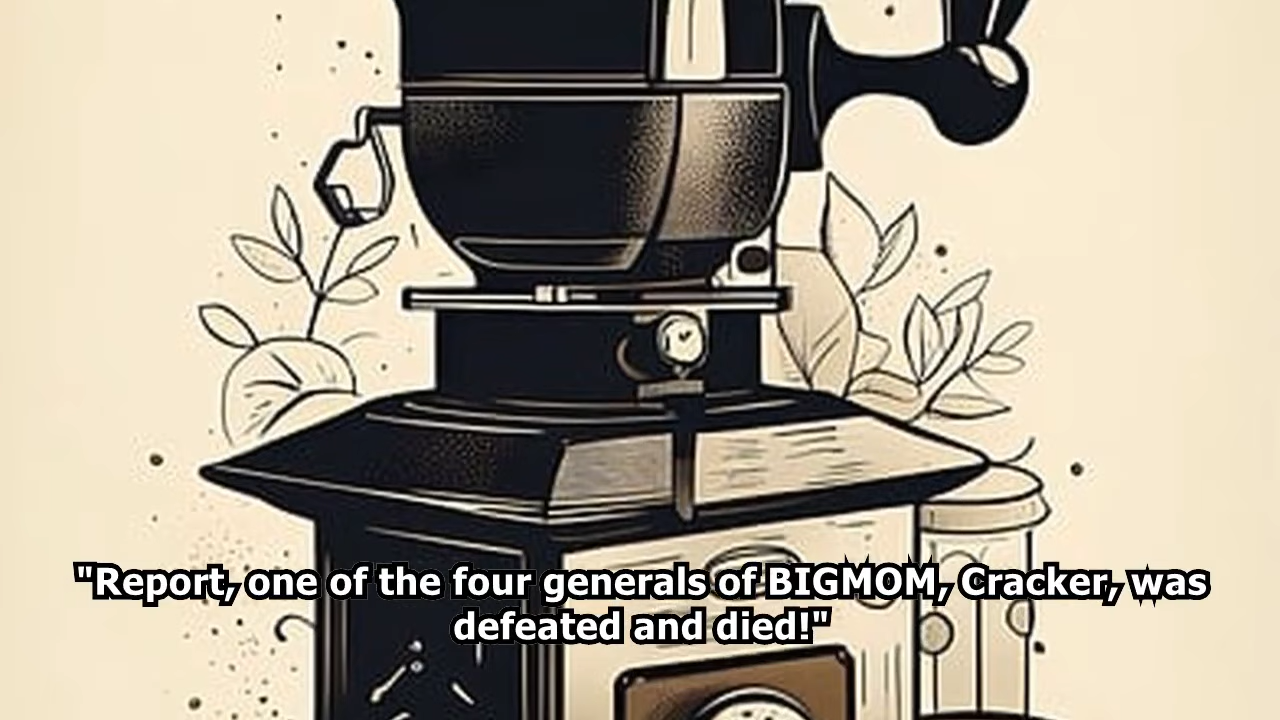 "Report, one of the four generals of BIGMOM, Cracker, was
defeated and died!"